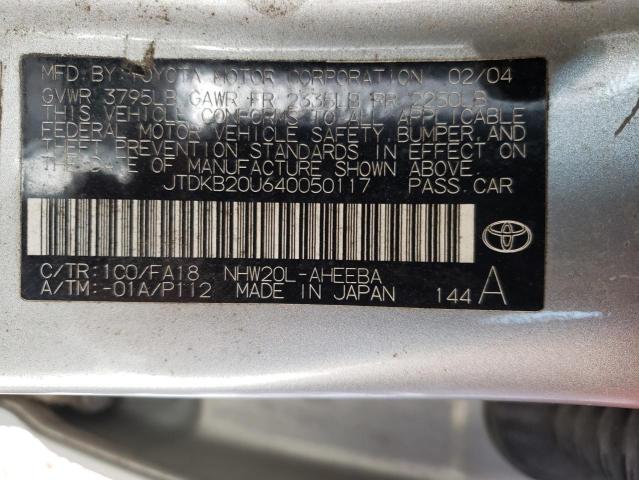 MFD. BY: TOYOTA MOTOR CORPORATION 02/04
GVWR 3795LB GAWR FR 2335LB RR 2250LB
THIS VEHICLE CONFORMS TO ALL APPLICABLE
FEDERAL MOTOR VEHICLE SAFETY, BUMPER, AND
THEFT PREVENTION STANDARDS IN EFFECT ON
THE DATE OF MANUFACTURE SHOWN ABOVE.
JTDKB20U640050117 PASS. CAR
C/TR: 1C0/FA18 NHW20L-AHEEBA
A/TM: -01A/P112 MADE IN JAPAN 144 A